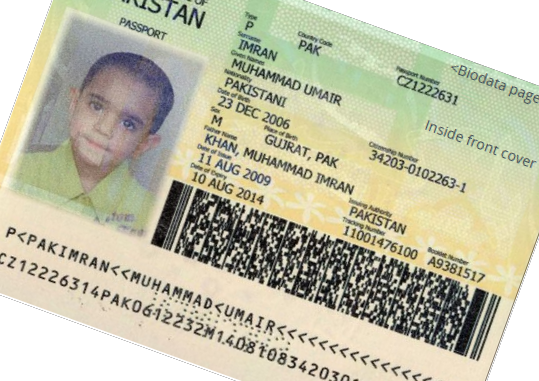 KISTAN
OF
PASSPORT
Type
P
Country Code
PAK
Passport Number
CZ1222631
Surname
IMRAN
Given Names
MUHAMMAD UMAIR
Nationality
PAKISTANI
Date of Birth
23 DEC 2006
Citizenship Number
34203-0102263-1
Sex
M
Place of Birth
GUJRAT, PAK
Father Name
KHAN, MUHAMMAD IMRAN
Date of Issue
11 AUG 2009
Issuing Authority
PAKISTAN
Date of Expiry
10 AUG 2014
Tracking Number
11001476100
Booklet Number
A9381517
<Biodata page
Inside front cover
P<PAKIMRAN<<MUHAMMAD<UMAIR<<<<<<<<<<<<<<<